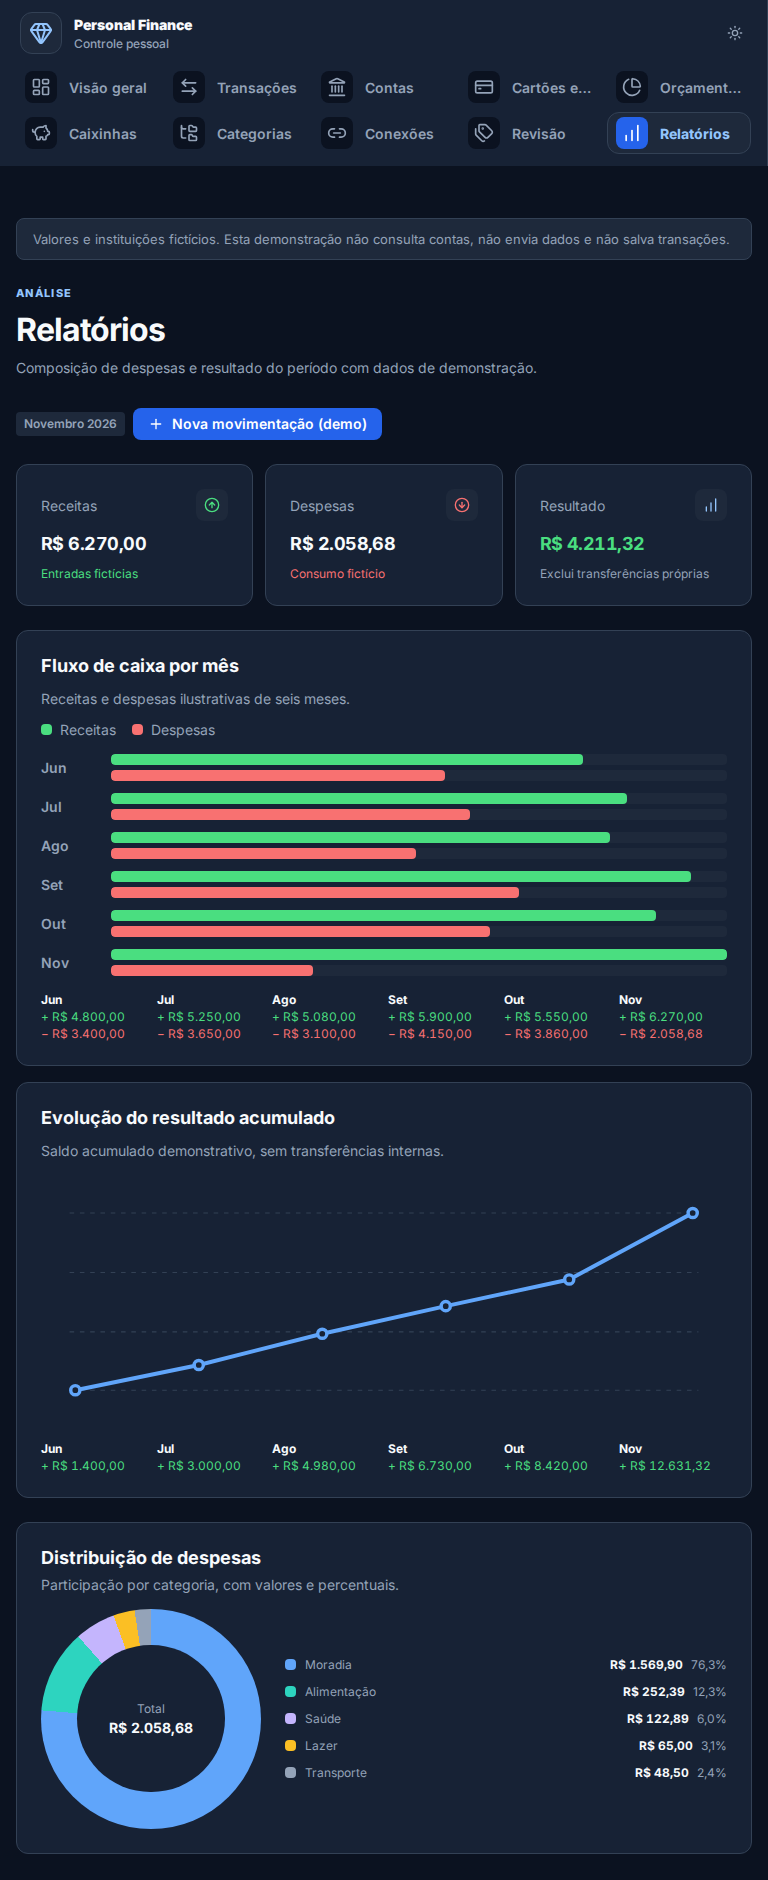 Personal Finance
Controle pessoal
Visão geral
Transações
Contas
Cartões e...
Orçament...
Caixinhas
Categorias
Conexões
Revisão
Relatórios
Valores e instituições fictícios. Esta demonstração não consulta contas, não envia dados e não salva transações.
ANÁLISE
Relatórios
Composição de despesas e resultado do período com dados de demonstração.
Novembro 2026
Nova movimentação (demo)
Receitas
R$ 6.270,00
Entradas fictícias
Despesas
R$ 2.058,68
Consumo fictício
Resultado
R$ 4.211,32
Exclui transferências próprias
Fluxo de caixa por mês
Receitas e despesas ilustrativas de seis meses.
Receitas Despesas
Jun
Jul
Ago
Set
Out
Nov
Jun Jul Ago Set Out Nov
+ R$ 4.800,00 + R$ 5.250,00 + R$ 5.080,00 + R$ 5.900,00 + R$ 5.550,00 + R$ 6.270,00
− R$ 3.400,00 − R$ 3.650,00 − R$ 3.100,00 − R$ 4.150,00 − R$ 3.860,00 − R$ 2.058,68
Evolução do resultado acumulado
Saldo acumulado demonstrativo, sem transferências internas.
Jun Jul Ago Set Out Nov
+ R$ 1.400,00 + R$ 3.000,00 + R$ 4.980,00 + R$ 6.730,00 + R$ 8.420,00 + R$ 12.631,32
Distribuição de despesas
Participação por categoria, com valores e percentuais.
Total
R$ 2.058,68
Moradia R$ 1.569,90 76,3%
Alimentação R$ 252,39 12,3%
Saúde R$ 122,89 6,0%
Lazer R$ 65,00 3,1%
Transporte R$ 48,50 2,4%